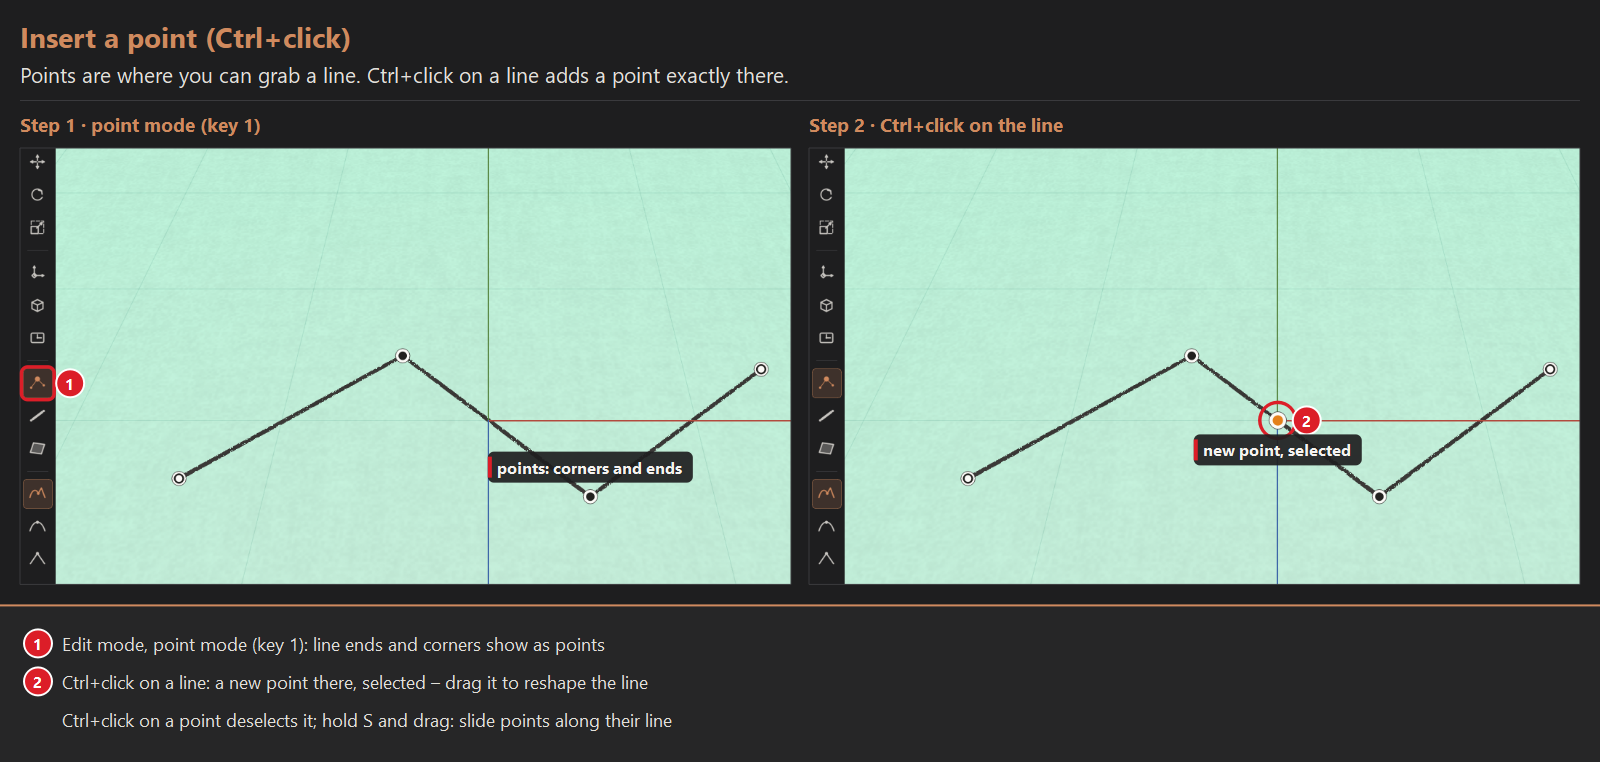 Insert a point (Ctrl+click)
Points are where you can grab a line. Ctrl+click on a line adds a point exactly there.
Step 1 · point mode (key 1)
1
points: corners and ends
Step 2 · Ctrl+click on the line
2
new point, selected
1 Edit mode, point mode (key 1): line ends and corners show as points
2 Ctrl+click on a line: a new point there, selected – drag it to reshape the line
Ctrl+click on a point deselects it; hold S and drag: slide points along their line